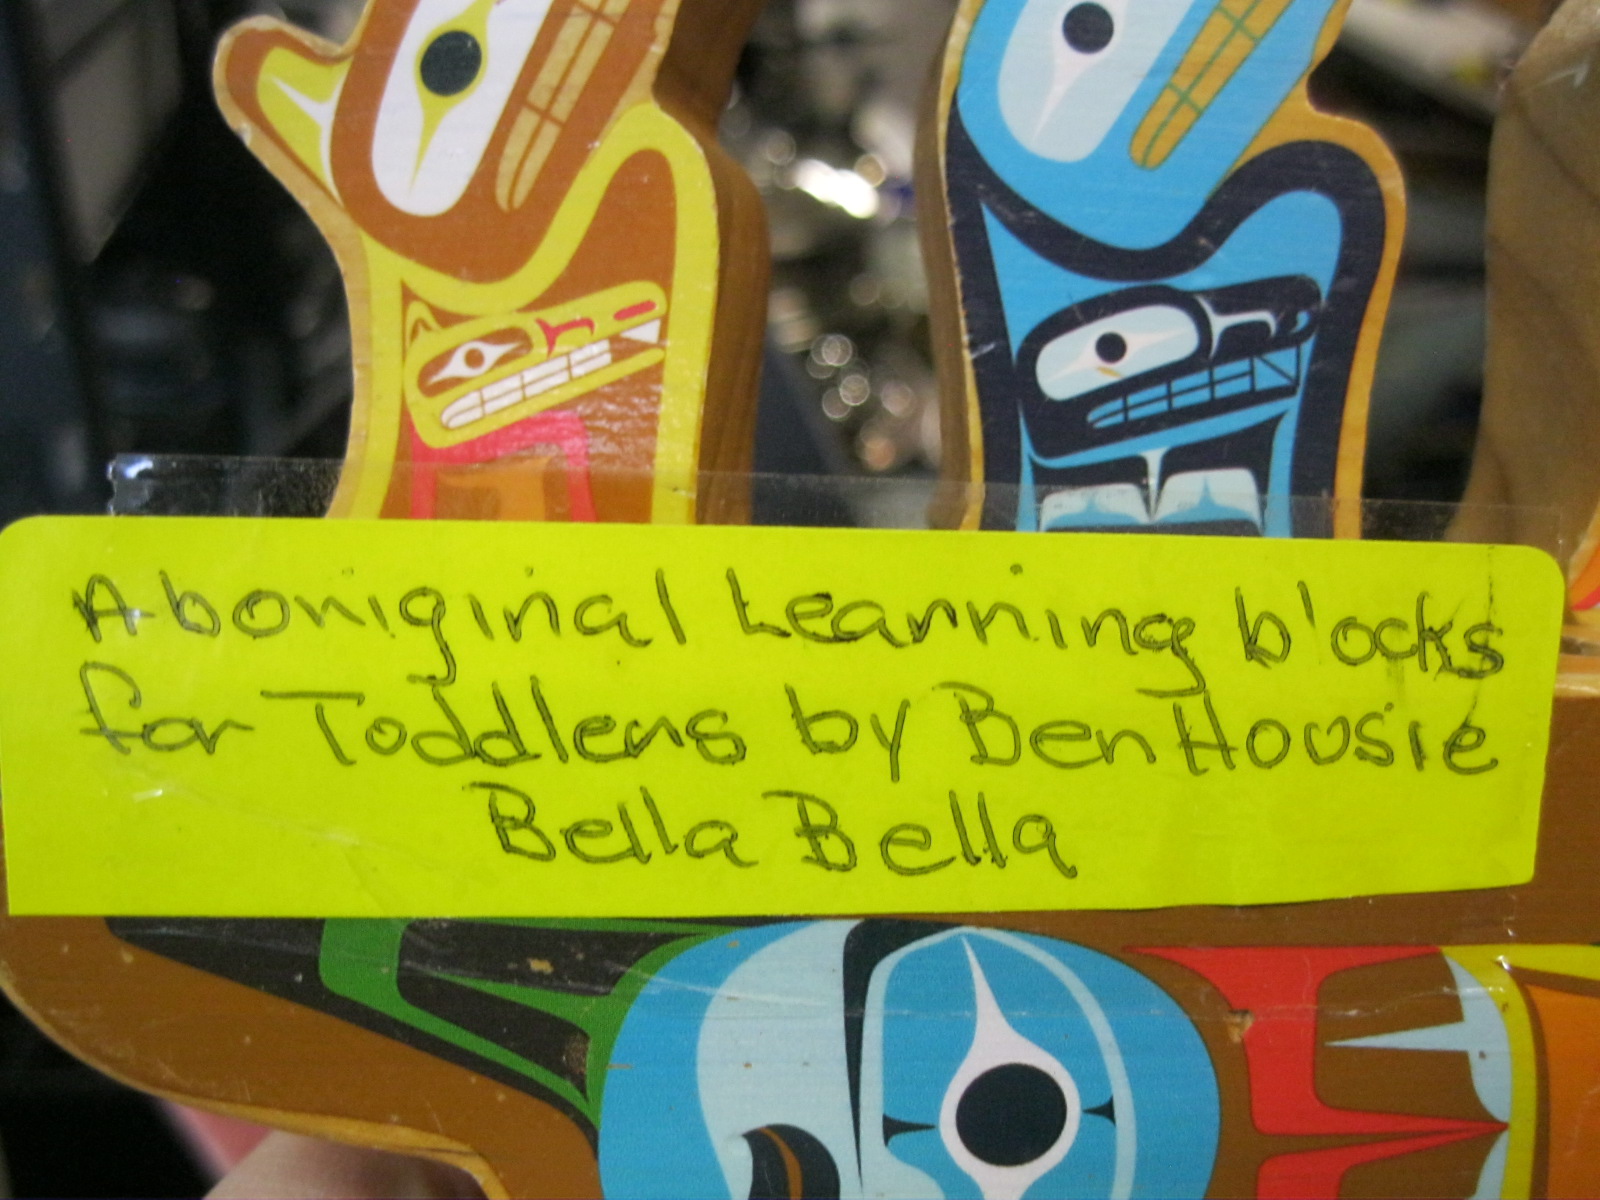 Aboriginal Learning blocks
for Toddlers by Ben Housie
Bella Bella